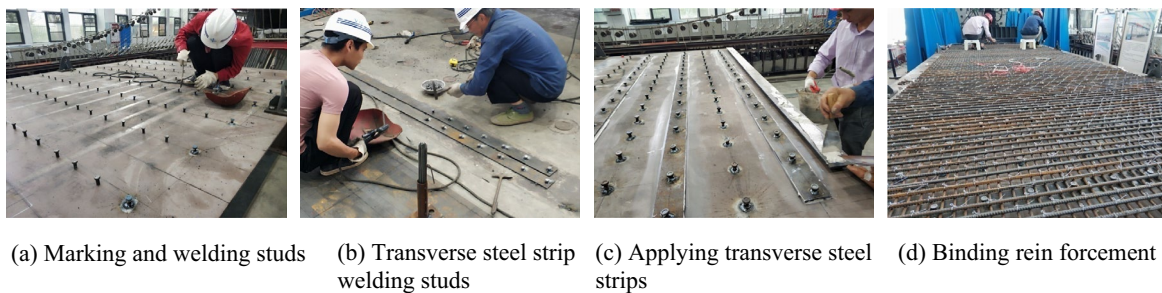 (a) Marking and welding studs
(b) Transverse steel strip
welding studs
(c) Applying transverse steel
strips
(d) Binding rein forcement